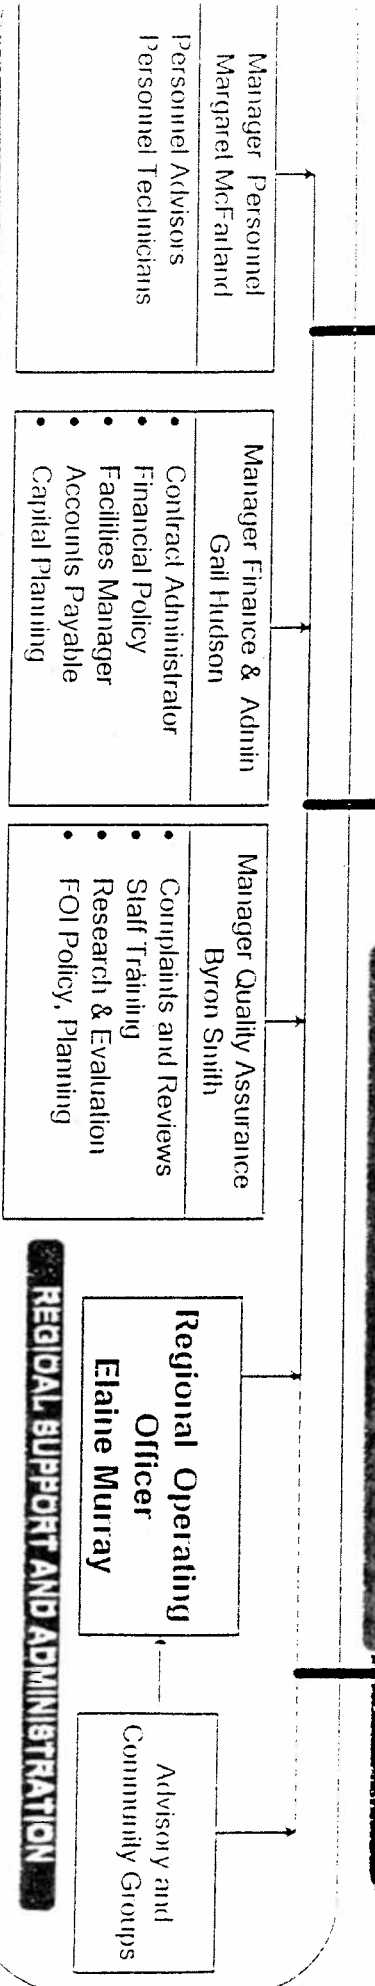 Manager Personnel
Margaret McFarland
Personnel Advisors
Personnel Technicians
Manager Finance & Admin
Gail Hudson
• Contract Administrator
• Financial Policy
• Facilities Manager
• Accounts Payable
• Capital Planning
Manager Quality Assurance
Byron Smith
• Complaints and Reviews
• Staff Training
• Research & Evaluation
• FOI Policy, Planning
Regional Operating
Officer
Elaine Murray
Advisory and
Community Groups
REGIOAL SUPPORT AND ADMINISTRATION